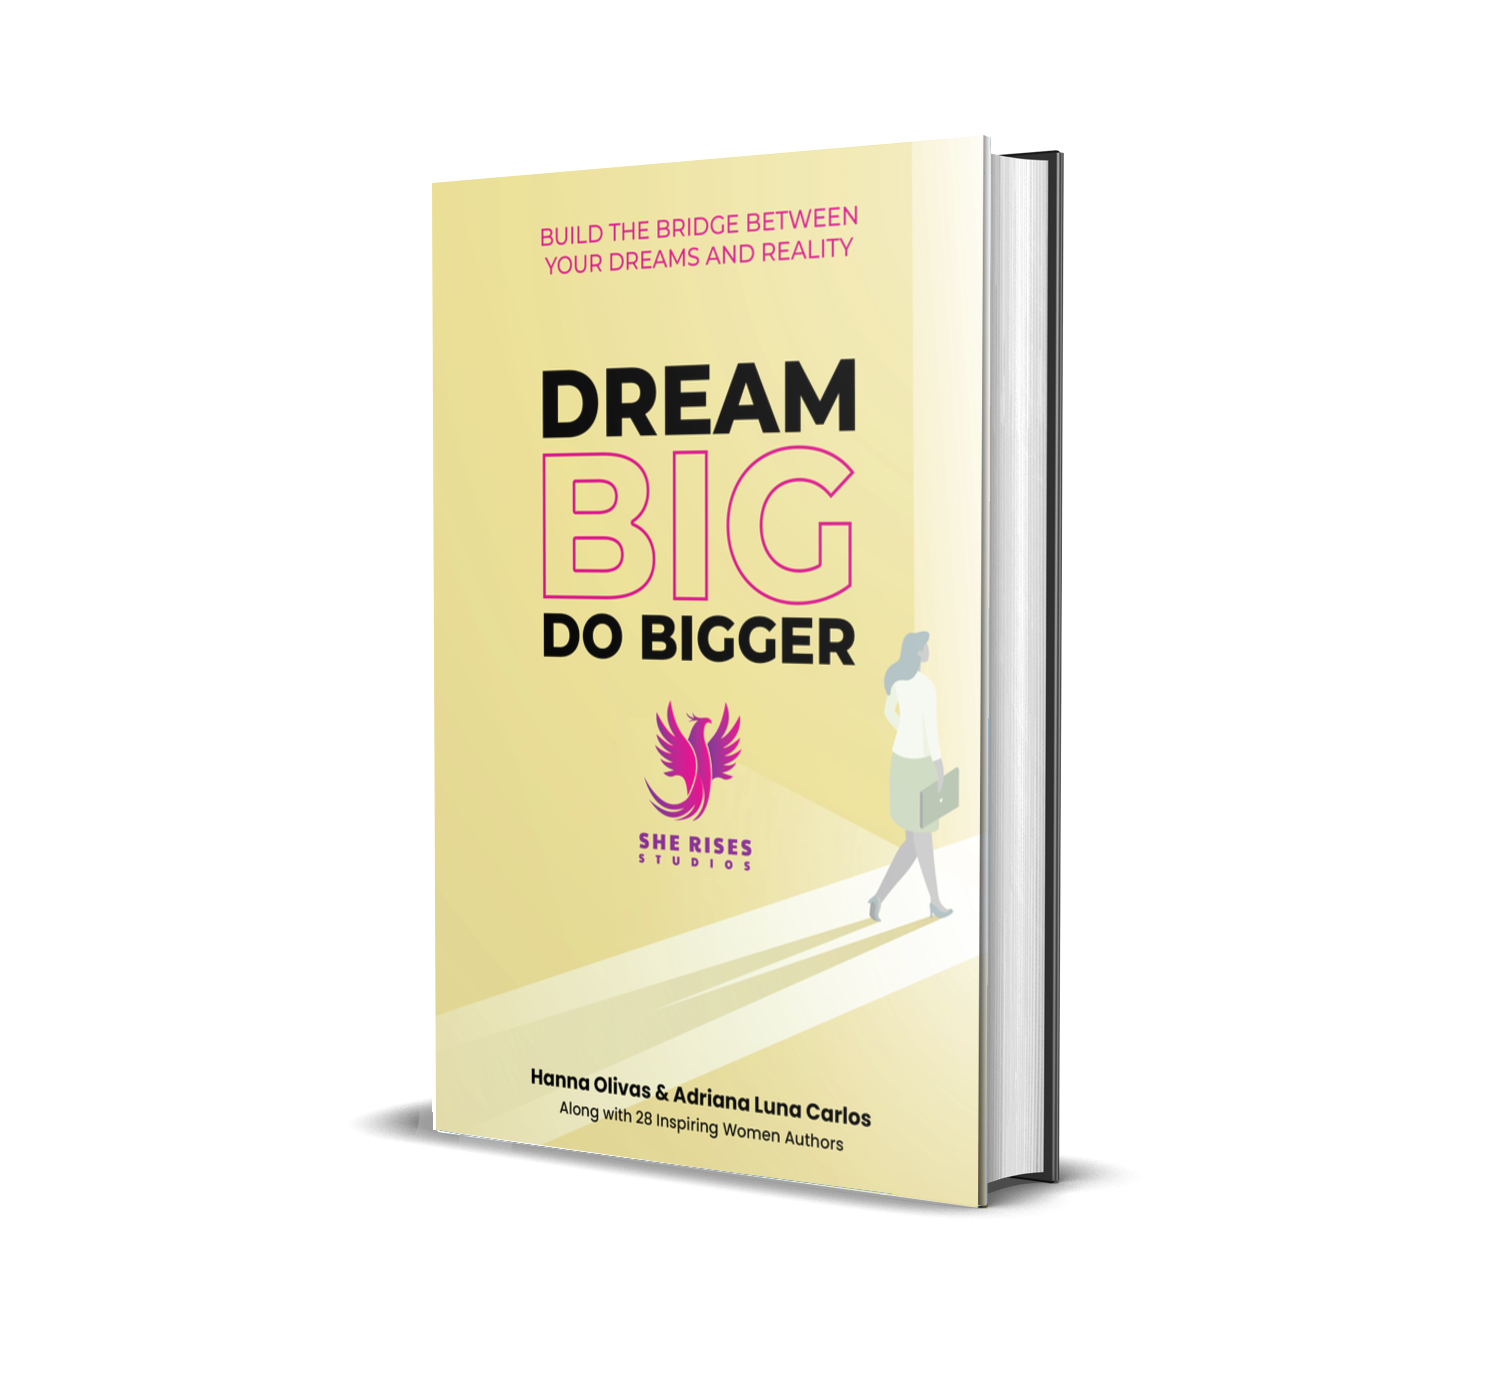 BUILD THE BRIDGE BETWEEN
YOUR DREAMS AND REALITY
DREAM
BIG
DO BIGGER
SHE RISES
STUDIOS
Hanna Olivas & Adriana Luna Carlos
Along with 28 Inspiring Women Authors